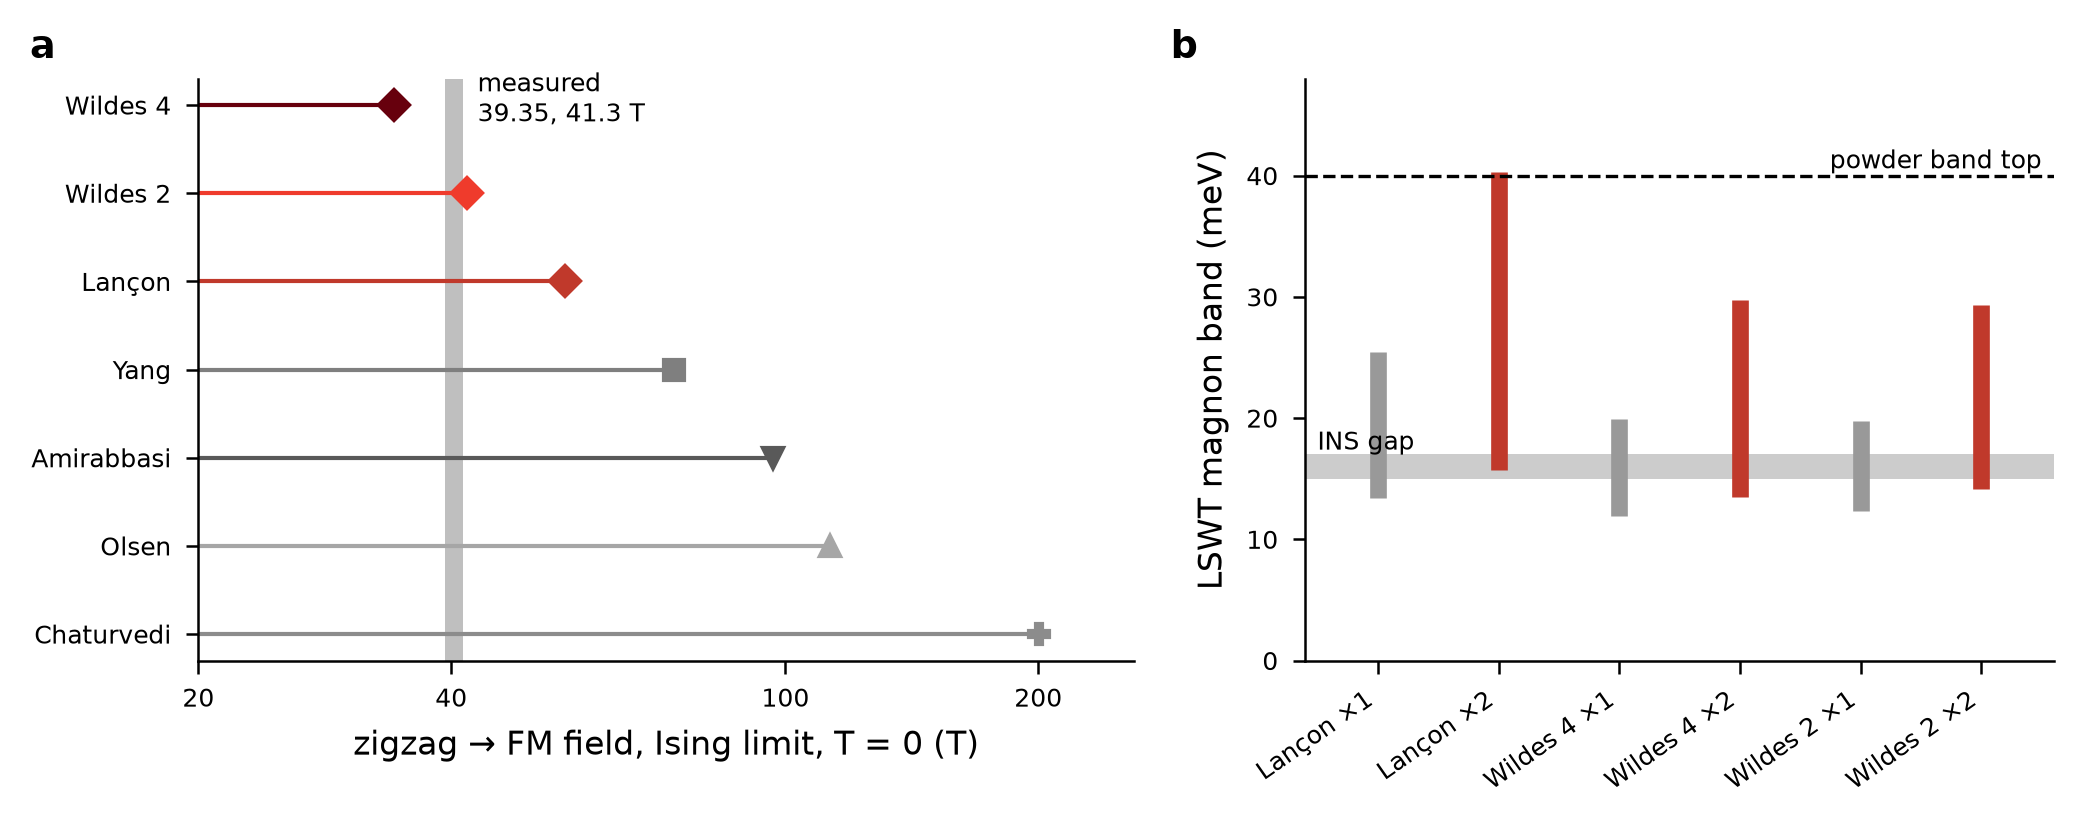 a
measured
39.35, 41.3 T
Wildes 4
Wildes 2
Lançon
Yang
Amirabbasi
Olsen
Chaturvedi
20 40 100 200
zigzag → FM field, Ising limit, T = 0 (T)
b
LSWT magnon band (meV)
powder band top
INS gap
40
30
20
10
0
Lançon ×1
Lançon ×2
Wildes 4 ×1
Wildes 4 ×2
Wildes 2 ×1
Wildes 2 ×2